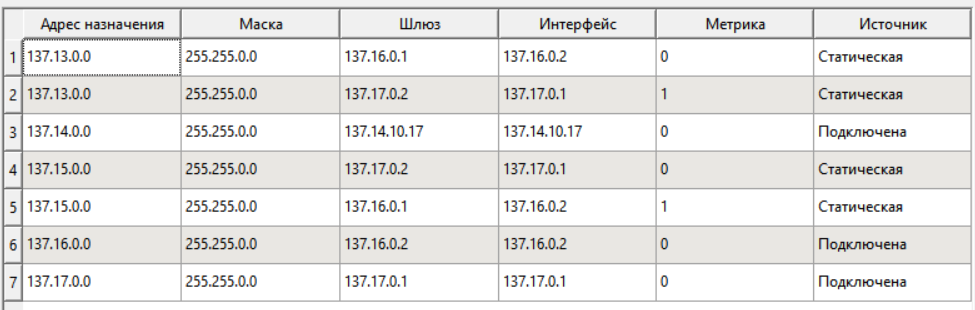 Адрес назначения Маска Шлюз Интерфейс Метрика Источник
1 137.13.0.0 255.255.0.0 137.16.0.1 137.16.0.2 0 Статическая
2 137.13.0.0 255.255.0.0 137.17.0.2 137.17.0.1 1 Статическая
3 137.14.0.0 255.255.0.0 137.14.10.17 137.14.10.17 0 Подключена
4 137.15.0.0 255.255.0.0 137.17.0.2 137.17.0.1 0 Статическая
5 137.15.0.0 255.255.0.0 137.16.0.1 137.16.0.2 1 Статическая
6 137.16.0.0 255.255.0.0 137.16.0.2 137.16.0.2 0 Подключена
7 137.17.0.0 255.255.0.0 137.17.0.1 137.17.0.1 0 Подключена